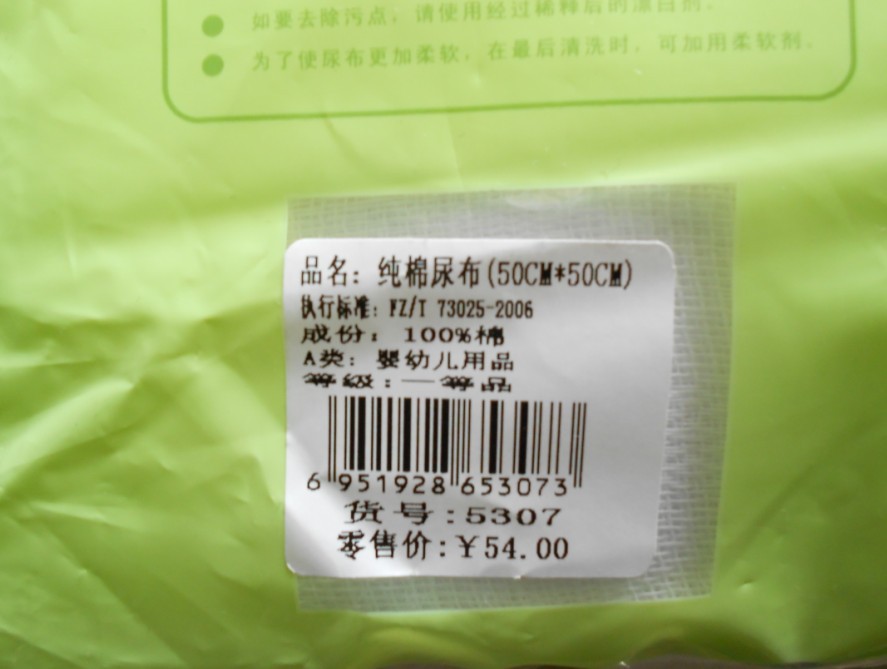 如要去除污点，请使用经过稀释后的漂白剂。
为了使尿布更加柔软，在最后清洗时，可加用柔软剂。
品名：纯棉尿布(50CM*50CM)
执行标准：FZ/T 73025-2006
成份：100%棉
A类：婴幼儿用品
等级：一等品
6 951928 653073
货号:5307
零售价:￥54.00